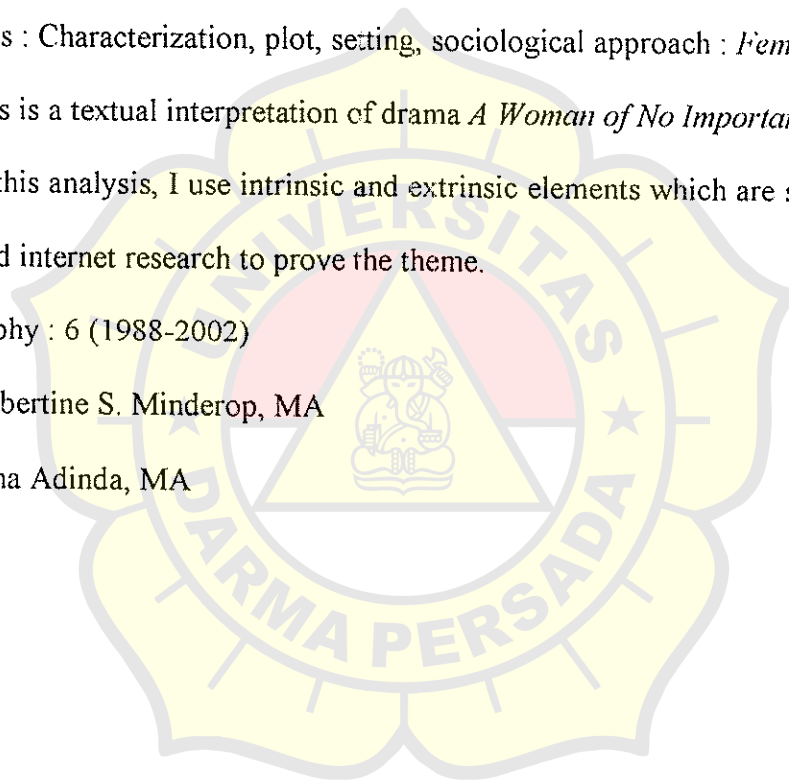 s : Characterization, plot, setting, sociological approach : Fem
s is a textual interpretation of drama A Woman of No Importa
this analysis, I use intrinsic and extrinsic elements which are s
d internet research to prove the theme.
phy : 6 (1988-2002)
bertine S. Minderop, MA
na Adinda, MA
UNIVERSITAS
DARMA PERSADA